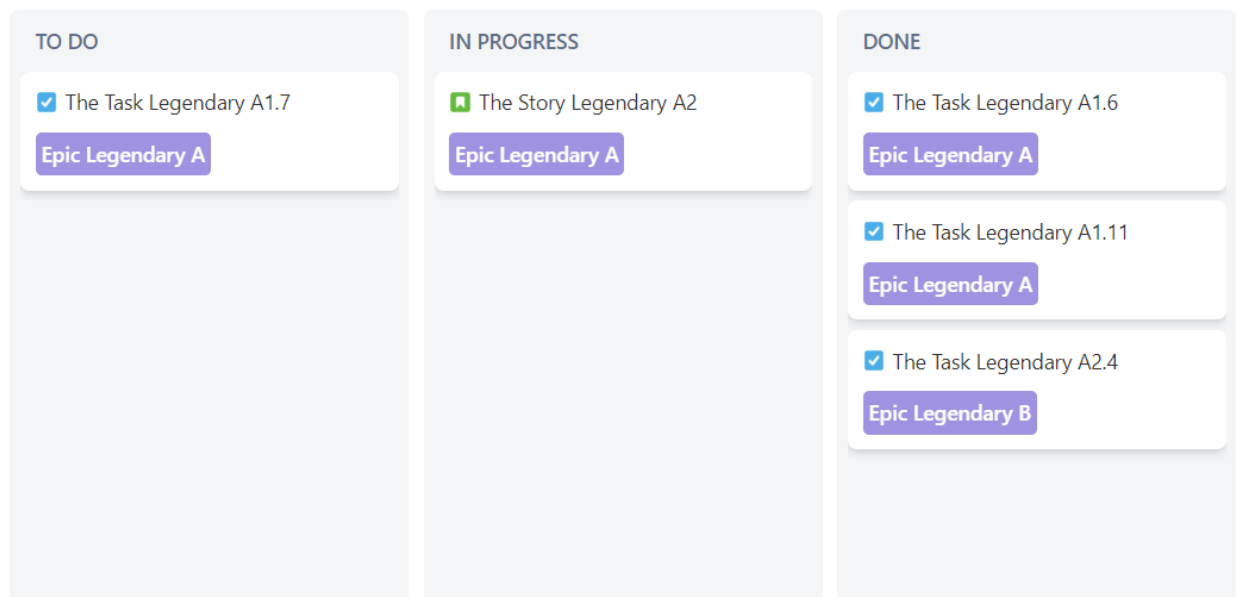 TO DO
The Task Legendary A1.7
Epic Legendary A
IN PROGRESS
The Story Legendary A2
Epic Legendary A
DONE
The Task Legendary A1.6
Epic Legendary A
The Task Legendary A1.11
Epic Legendary A
The Task Legendary A2.4
Epic Legendary B